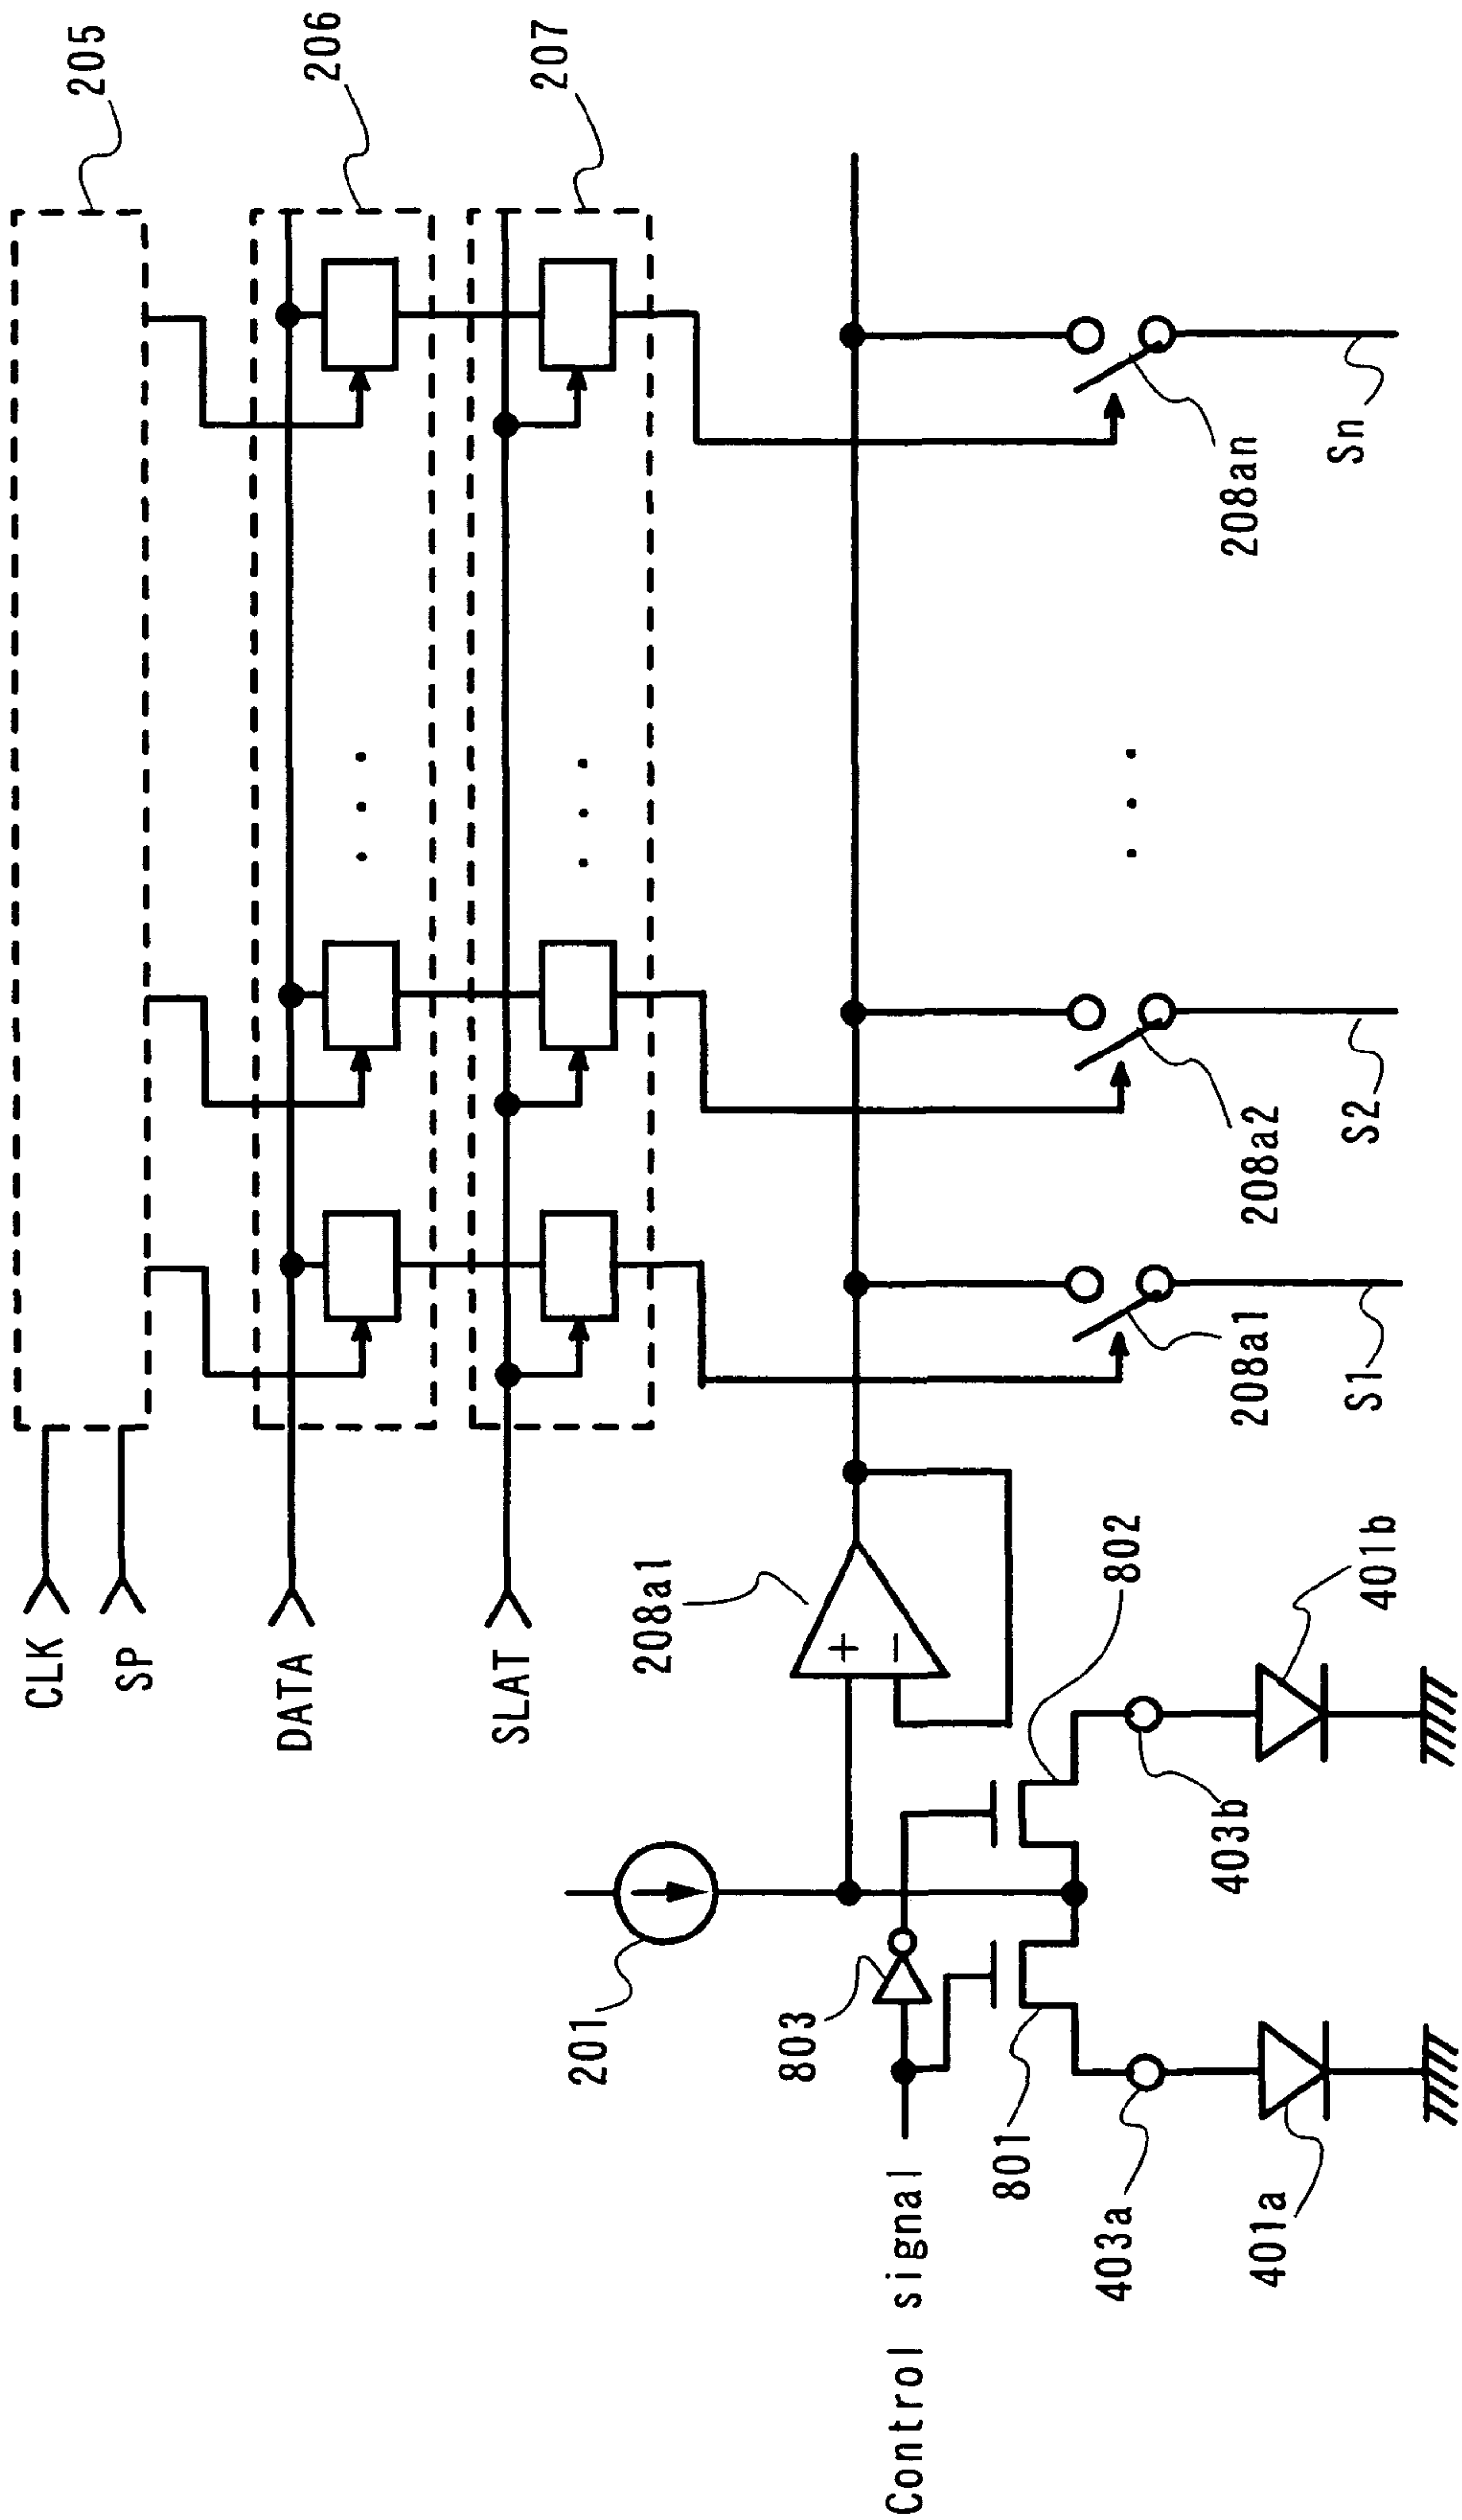 CLK
SP
205
DATA
206
SLAT
207
208a1
201
803
Control signal
801
802
403a
403b
401a
401b
208a1
208a2
208an
S1
S2
Sn